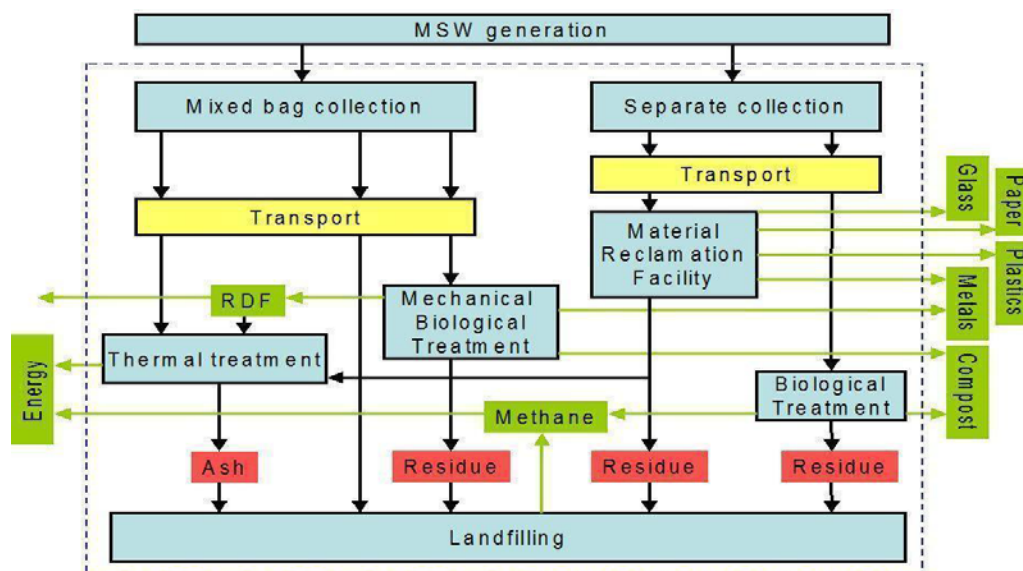 MSW generation
Mixed bag collection
Separate collection
Transport
Transport
Glass
Paper
Material
Reclamation
Facility
Plastics
Metals
RDF
Mechanical
Biological
Treatment
Thermal treatment
Energy
Compost
Biological
Treatment
Methane
Ash
Residue
Residue
Residue
Landfilling